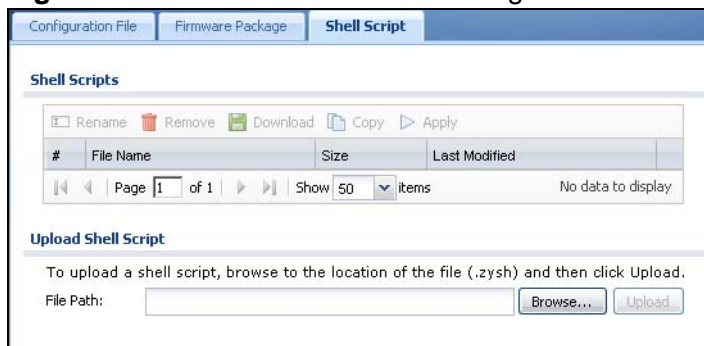 Configuration File Firmware Package Shell Script
Shell Scripts
Rename Remove Download Copy Apply
# File Name Size Last Modified
Page 1 of 1 Show 50 items No data to display
Upload Shell Script
To upload a shell script, browse to the location of the file (.zysh) and then click Upload.
File Path: Browse... Upload